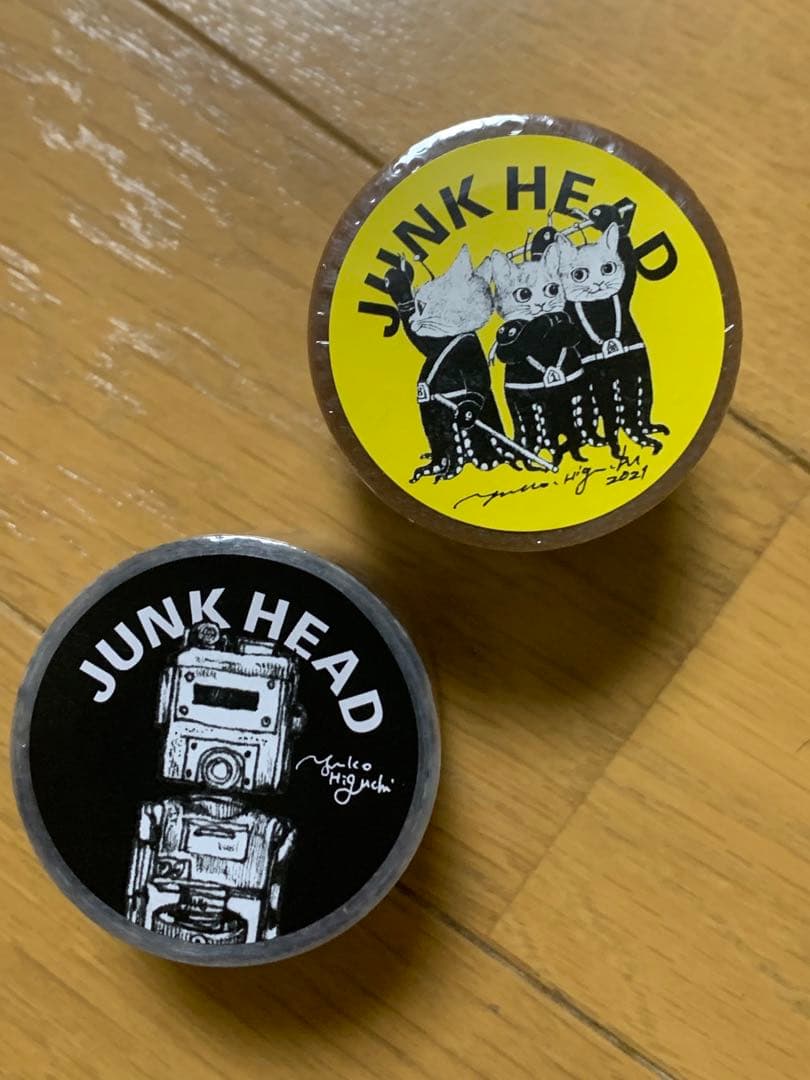 JUNK HEAD
Yuko Higuchi
2021
JUNK HEAD
Yuko
Higuchi